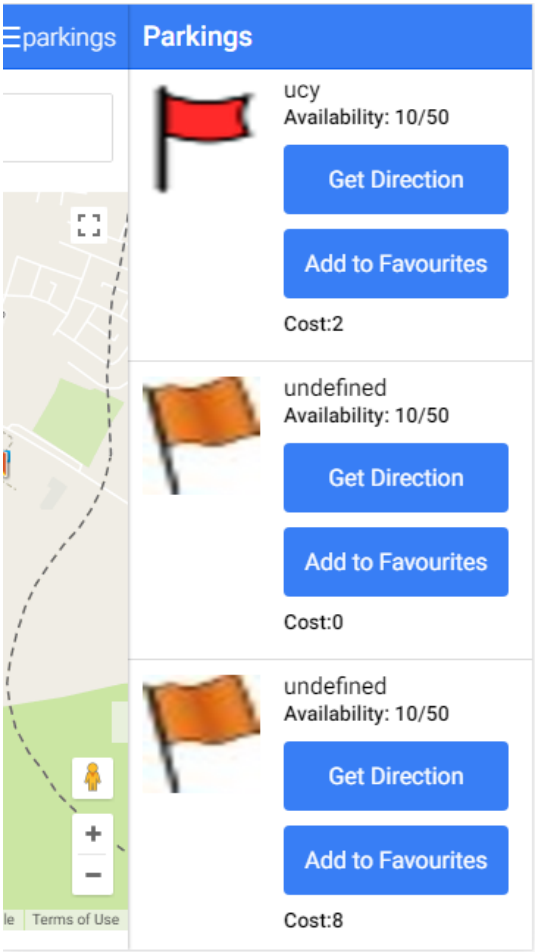 parkings
Parkings
ucy
Availability: 10/50
Get Direction
Add to Favourites
Cost:2
undefined
Availability: 10/50
Get Direction
Add to Favourites
Cost:0
undefined
Availability: 10/50
Get Direction
Add to Favourites
Cost:8
+
−
le
Terms of Use